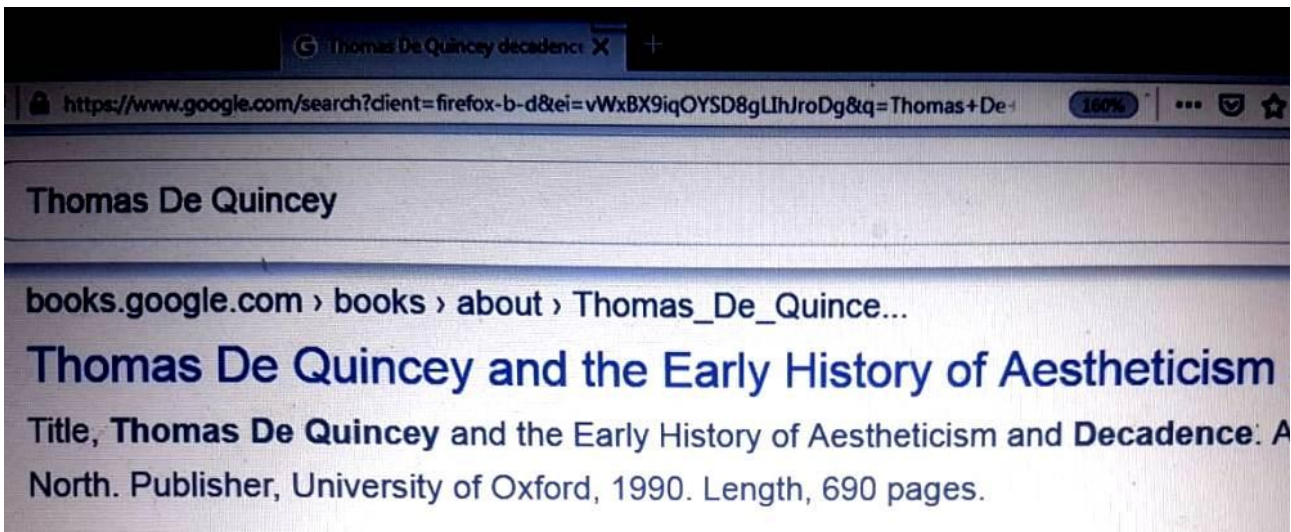 G Thomas De Quincey decadence X +
https://www.google.com/search?client=firefox-b-d&ei=vWxBX9iqOYSD8gLIhJroDg&q=Thomas+De+ 160% ...
Thomas De Quincey
books.google.com › books › about › Thomas_De_Quince...
Thomas De Quincey and the Early History of Aestheticism
Title, Thomas De Quincey and the Early History of Aestheticism and Decadence: A
North. Publisher, University of Oxford, 1990. Length, 690 pages.